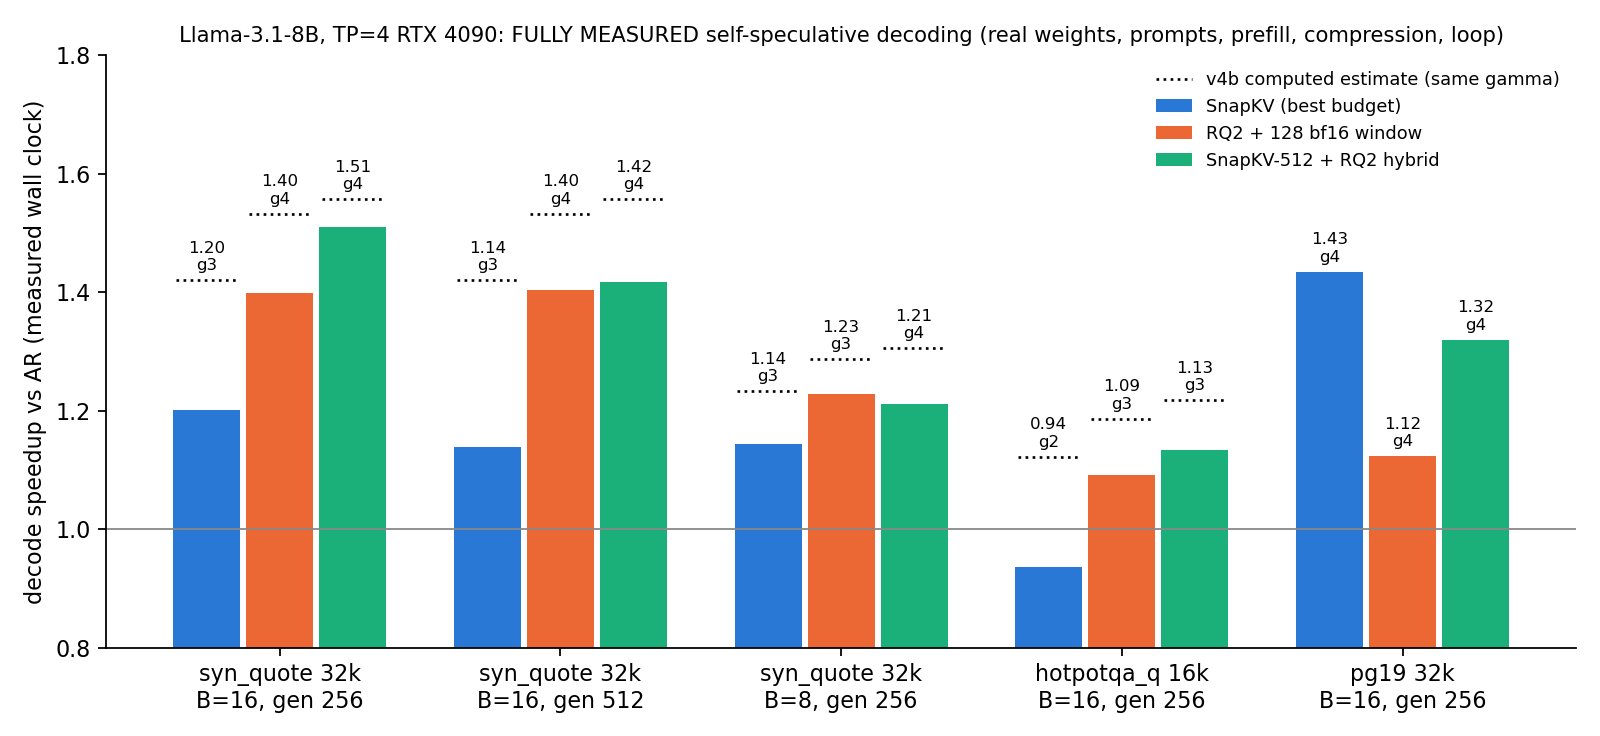 Llama-3.1-8B, TP=4 RTX 4090: FULLY MEASURED self-speculative decoding (real weights, prompts, prefill, compression, loop)
decode speedup vs AR (measured wall clock)
1.8
1.6
1.4
1.2
1.0
0.8
v4b computed estimate (same gamma)
SnapKV (best budget)
RQ2 + 128 bf16 window
SnapKV-512 + RQ2 hybrid
1.20
g3
1.40
g4
1.51
g4
1.14
g3
1.40
g4
1.42
g4
1.14
g3
1.23
g3
1.21
g4
0.94
g2
1.09
g3
1.13
g3
1.43
g4
1.12
g4
1.32
g4
syn_quote 32k
B=16, gen 256
syn_quote 32k
B=16, gen 512
syn_quote 32k
B=8, gen 256
hotpotqa_q 16k
B=16, gen 256
pg19 32k
B=16, gen 256